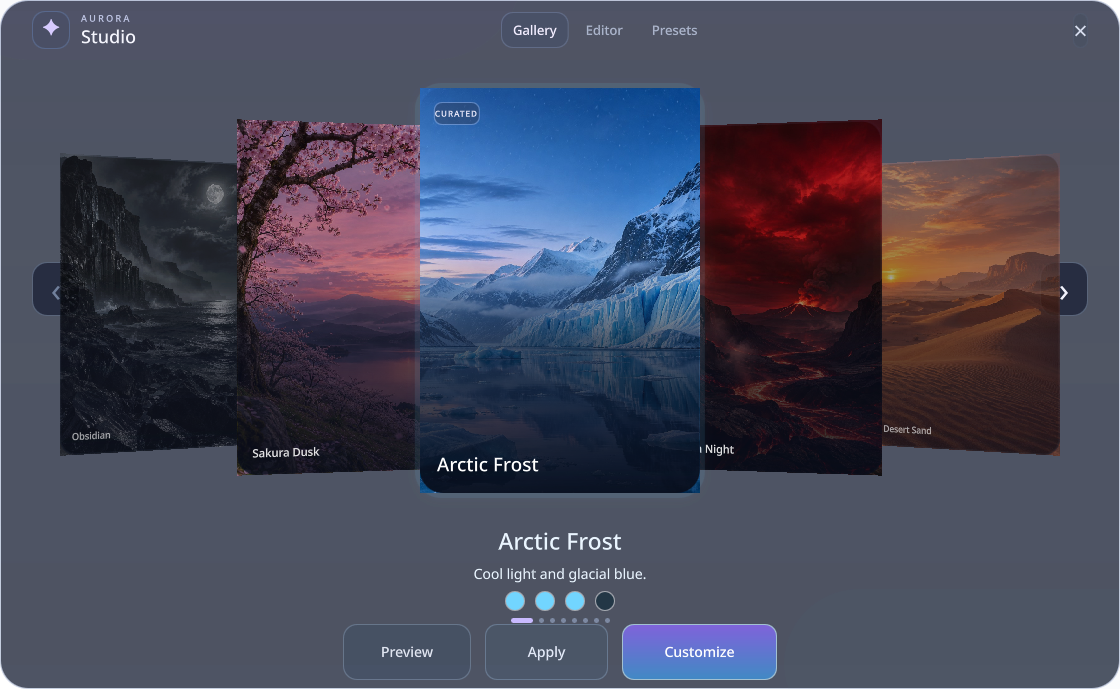 AURORA
Studio
Gallery
Editor
Presets
CURATED
Obsidian
Sakura Dusk
Arctic Frost
Night
Desert Sand
Arctic Frost
Cool light and glacial blue.
Preview
Apply
Customize